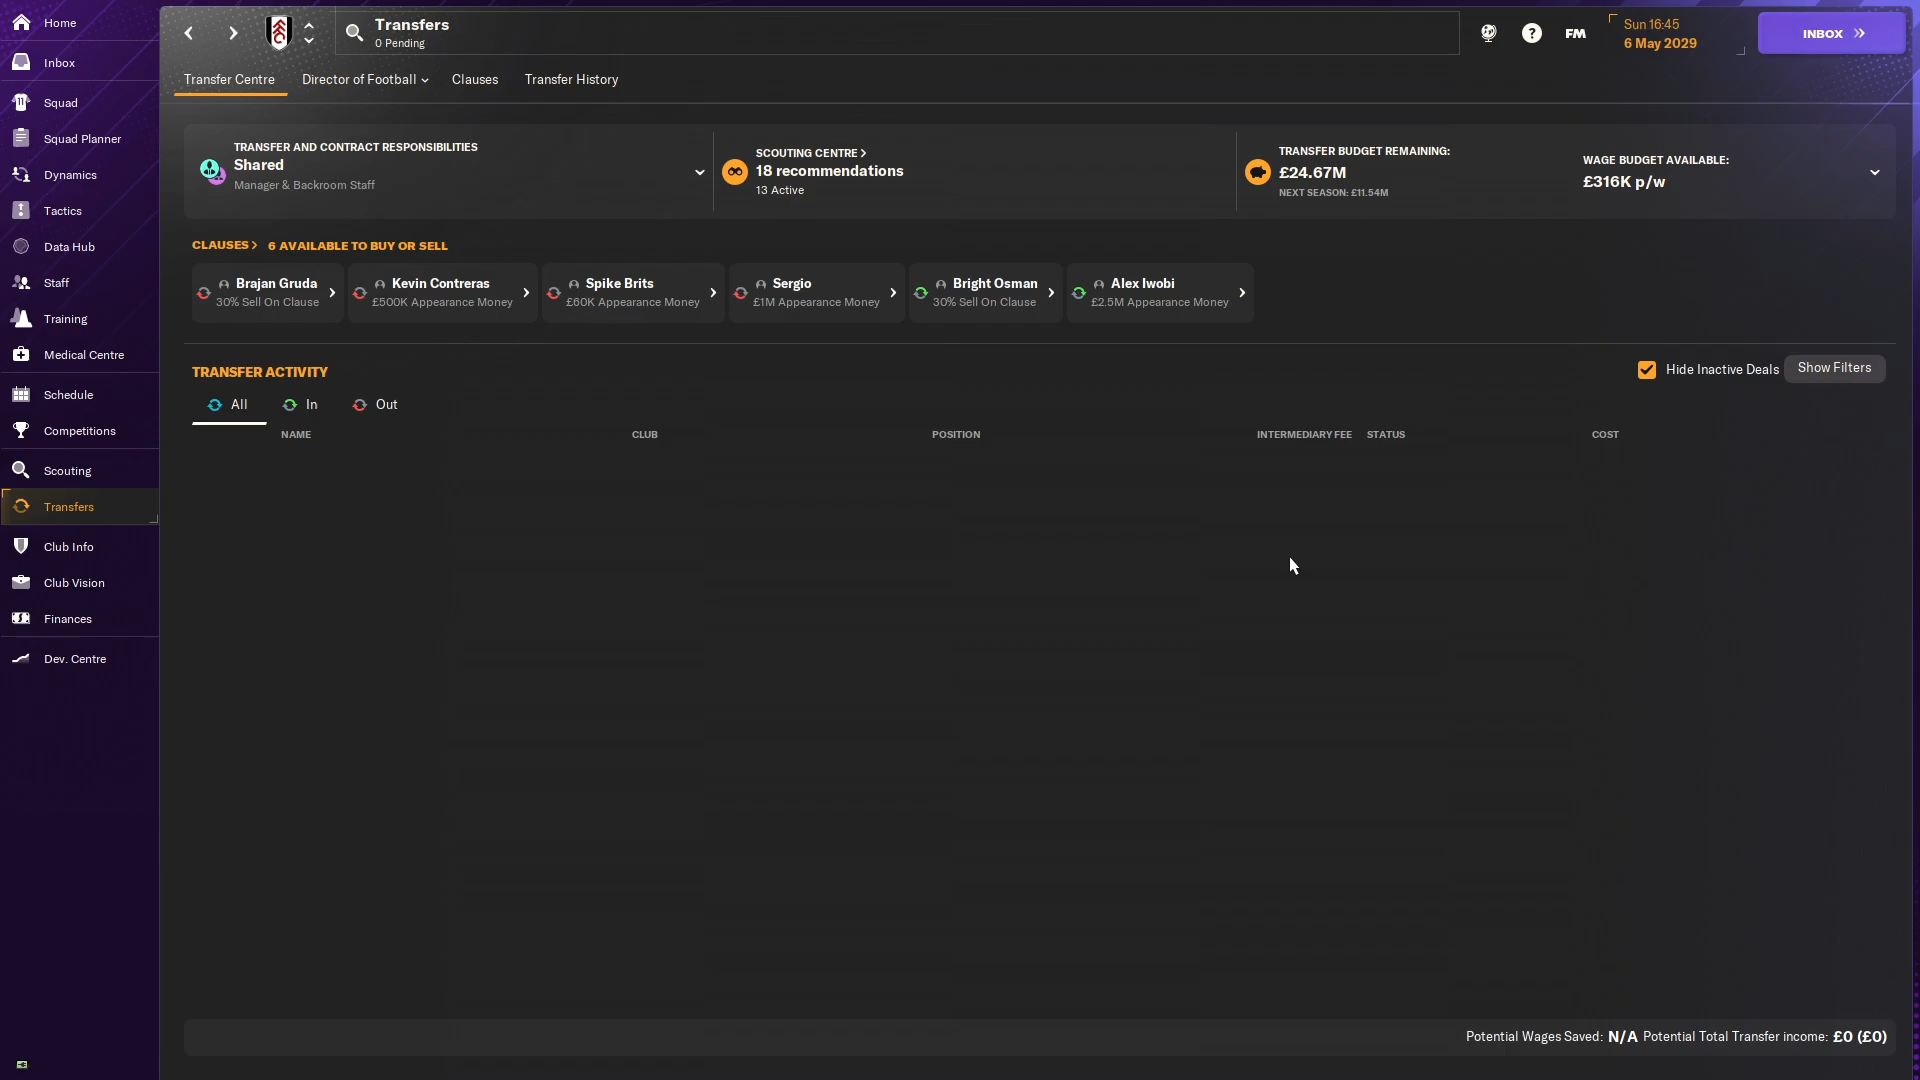 Home
Inbox
Squad
Squad Planner
Dynamics
Tactics
Data Hub
Staff
Training
Medical Centre
Schedule
Competitions
Scouting
Transfers
Club Info
Club Vision
Finances
Dev. Centre
Transfers
0 Pending
FM
Sun 16:45
6 May 2029
INBOX
Transfer Centre
Director of Football
Clauses
Transfer History
TRANSFER AND CONTRACT RESPONSIBILITIES
Shared
Manager & Backroom Staff
SCOUTING CENTRE >
18 recommendations
13 Active
TRANSFER BUDGET REMAINING:
£24.67M
NEXT SEASON: £11.54M
WAGE BUDGET AVAILABLE:
£316K p/w
CLAUSES > 6 AVAILABLE TO BUY OR SELL
Brajan Gruda
30% Sell On Clause
Kevin Contreras
£500K Appearance Money
Spike Brits
£60K Appearance Money
Sergio
£1M Appearance Money
Bright Osman
30% Sell On Clause
Alex Iwobi
£2.5M Appearance Money
TRANSFER ACTIVITY
Hide Inactive Deals
Show Filters
All
In
Out
NAME CLUB POSITION INTERMEDIARY FEE STATUS COST
Potential Wages Saved: N/A Potential Total Transfer income: £0 (£0)